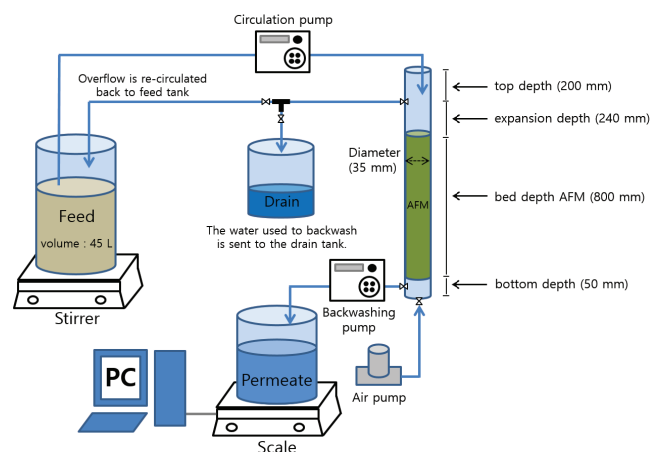 Circulation pump
Overflow is re-circulated
back to feed tank
top depth (200 mm)
expansion depth (240 mm)
Diameter
(35 mm)
AFM
bed depth AFM (800 mm)
Feed
volume : 45 L
Drain
The water used to backwash
is sent to the drain tank.
bottom depth (50 mm)
Stirrer
Backwashing
pump
PC
Permeate
Air pump
Scale